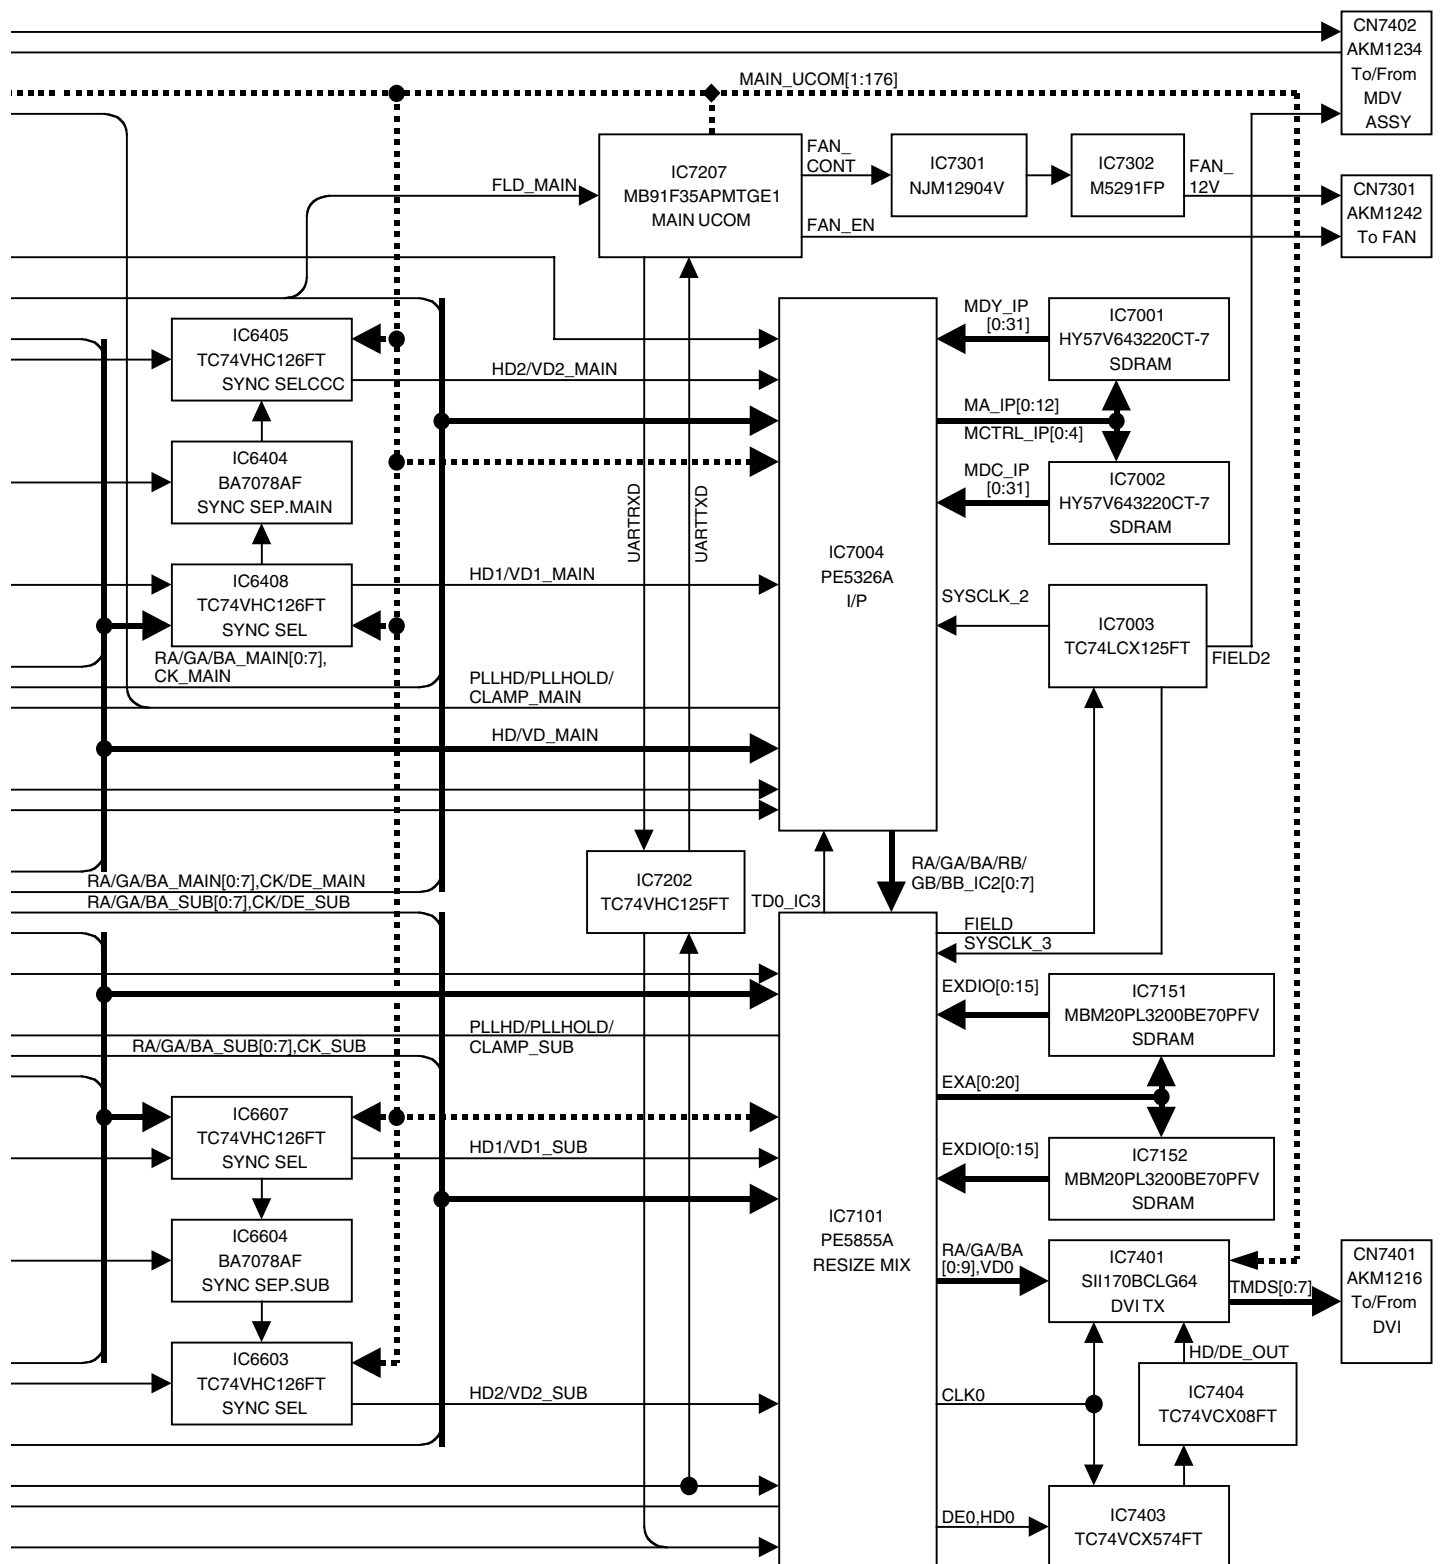 CN7402
AKM1234
To/From
MDV
ASSY
MAIN_UCOM[1:176]
IC7207
MB91F35APMTGE1
MAIN UCOM
FAN_
CONT
IC7301
NJM12904V
IC7302
M5291FP
FAN_
12V
CN7301
AKM1242
To FAN
FLD_MAIN
FAN_EN
IC6405
TC74VHC126FT
SYNC SELCCC
HD2/VD2_MAIN
MDY_IP
[0:31]
IC7001
HY57V643220CT-7
SDRAM
MA_IP[0:12]
MCTRL_IP[0:4]
IC6404
BA7078AF
SYNC SEP.MAIN
MDC_IP
[0:31]
IC7002
HY57V643220CT-7
SDRAM
UARTRXD
UARTTXD
IC7004
PE5326A
I/P
IC6408
TC74VHC126FT
SYNC SEL
HD1/VD1_MAIN
SYSCLK_2
IC7003
TC74LCX125FT
FIELD2
RA/GA/BA_MAIN[0:7],
CK_MAIN
PLLHD/PLLHOLD/
CLAMP_MAIN
HD/VD_MAIN
RA/GA/BA_MAIN[0:7],CK/DE_MAIN
RA/GA/BA_SUB[0:7],CK/DE_SUB
IC7202
TC74VHC125FT
TD0_IC3
RA/GA/BA/RB/
GB/BB_IC2[0:7]
FIELD
SYSCLK_3
EXDIO[0:15]
IC7151
MBM20PL3200BE70PFV
SDRAM
PLLHD/PLLHOLD/
CLAMP_SUB
RA/GA/BA_SUB[0:7],CK_SUB
EXA[0:20]
IC6607
TC74VHC126FT
SYNC SEL
HD1/VD1_SUB
EXDIO[0:15]
IC7152
MBM20PL3200BE70PFV
SDRAM
IC7101
PE5855A
RESIZE MIX
IC6604
BA7078AF
SYNC SEP.SUB
RA/GA/BA
[0:9],VD0
IC7401
SII170BCLG64
DVI TX
TMDS[0:7]
CN7401
AKM1216
To/From
DVI
IC6603
TC74VHC126FT
SYNC SEL
HD2/VD2_SUB
HD/DE_OUT
CLK0
IC7404
TC74VCX08FT
DE0,HD0
IC7403
TC74VCX574FT